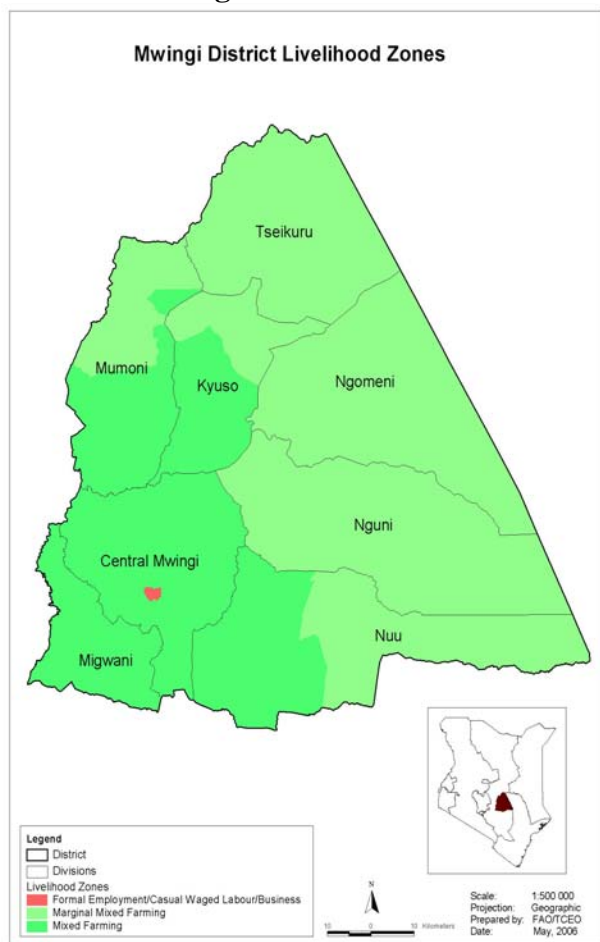 Mwingi District Livelihood Zones
Tseikuru
Mumoni
Kyuso
Ngomeni
Nguni
Central Mwingi
Nuu
Migwani
Legend
District
Divisions
Livelihood Zones
Formal Employment/Casual Waged Labour/Business
Marginal Mixed Farming
Mixed Farming
N
10 0 10 Kilometers
Scale: 1:500 000
Projection: Geographic
Prepared by: FAO/TCEO
Date: May, 2006